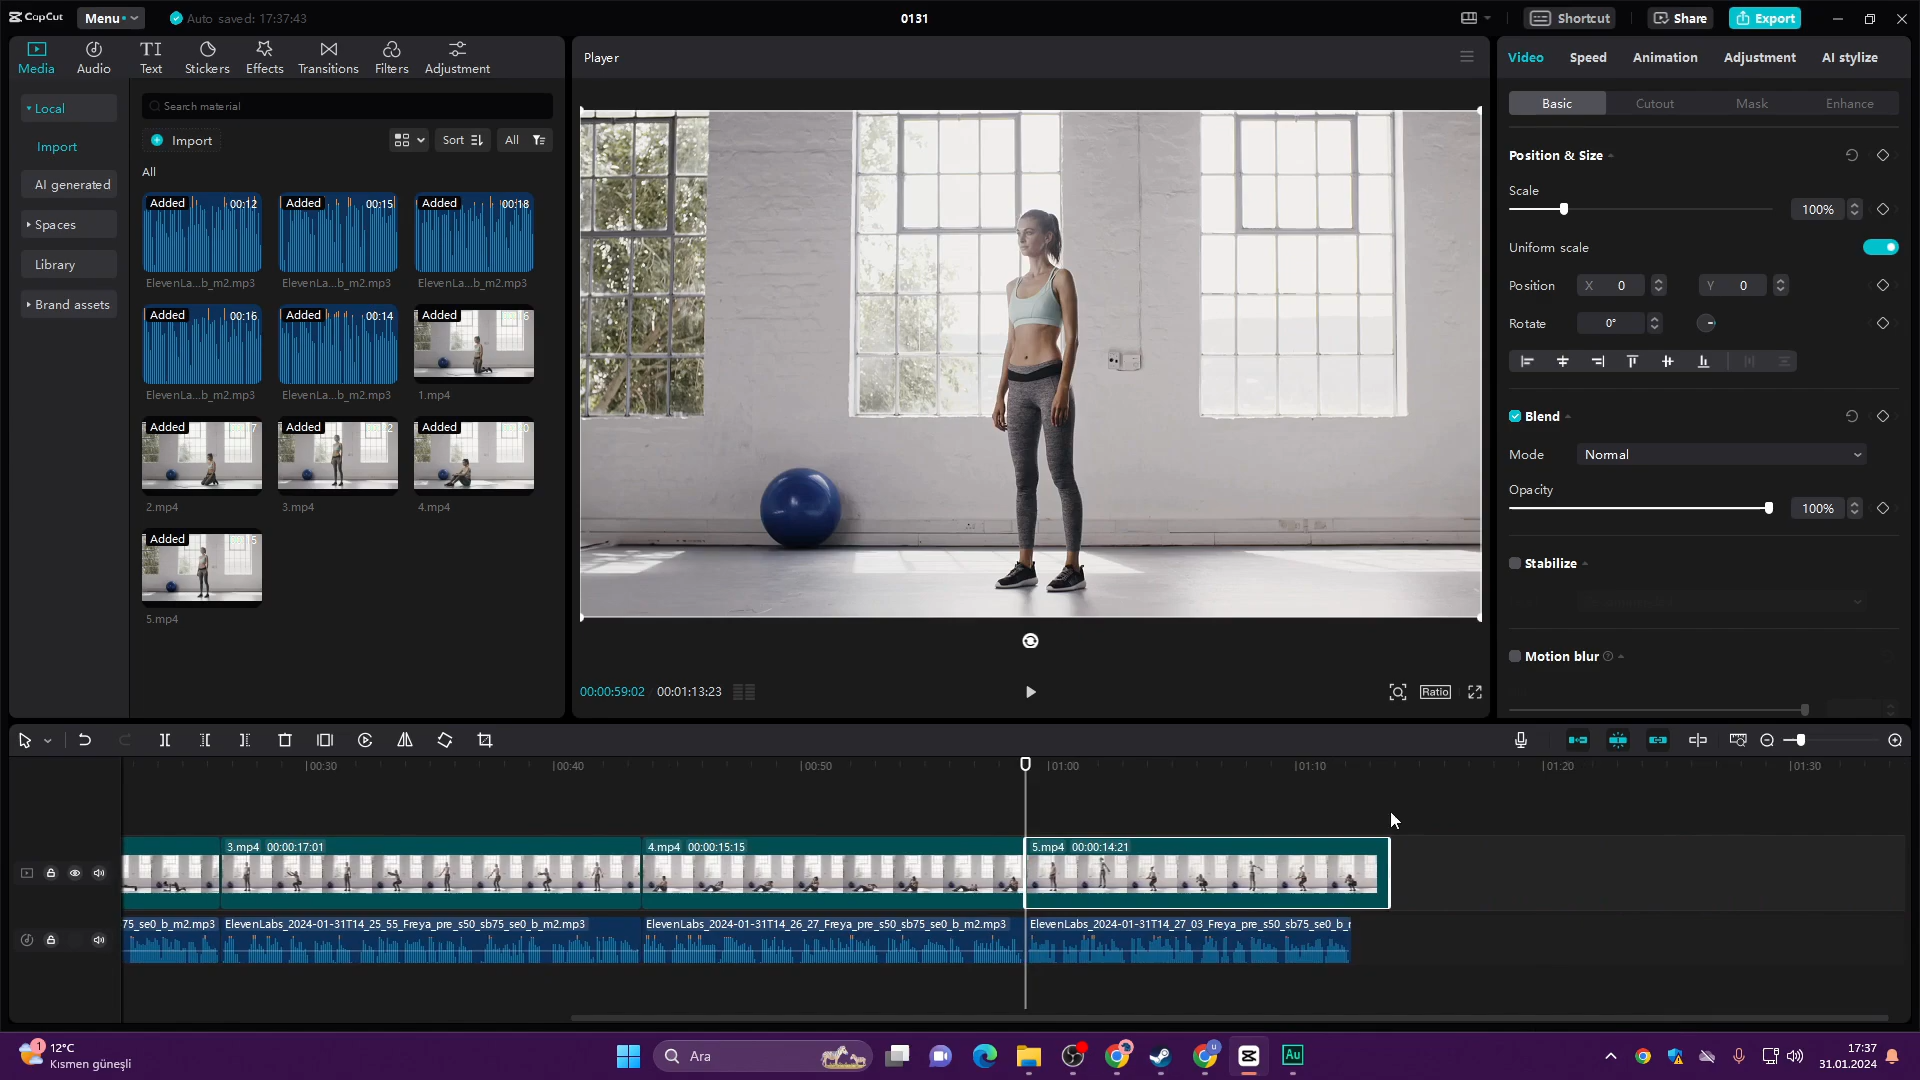 CapCut
Menu
Auto saved: 17:37:43
0131
Shortcut
Share
Export
Media
Audio
Text
Stickers
Effects
Transitions
Filters
Adjustment
Local
Import
AI generated
Spaces
Library
Brand assets
Search material
Import
Sort
All
All
Added 00:12
ElevenLa...b_m2.mp3
Added 00:15
ElevenLa...b_m2.mp3
Added 00:18
ElevenLa...b_m2.mp3
Added 00:16
ElevenLa...b_m2.mp3
Added 00:14
ElevenLa...b_m2.mp3
Added
1.mp4
Added
2.mp4
Added
3.mp4
Added
4.mp4
Added
5.mp4
Player
00:00:59:02
00:01:13:23
Ratio
Video
Speed
Animation
Adjustment
AI stylize
Basic
Cutout
Mask
Enhance
Position & Size
Scale
100%
Uniform scale
Position
X 0
Y 0
Rotate
0°
Blend
Mode
Normal
Opacity
100%
Stabilize
Motion blur
00:30
00:40
00:50
01:00
01:10
01:20
01:30
3.mp4 00:00:17:01
4.mp4 00:00:15:15
5.mp4 00:00:14:21
75_se0_b_m2.mp3
ElevenLabs_2024-01-31T14_25_55_Freya_pre_s50_sb75_se0_b_m2.mp3
ElevenLabs_2024-01-31T14_26_27_Freya_pre_s50_sb75_se0_b_m2.mp3
ElevenLabs_2024-01-31T14_27_03_Freya_pre_s50_sb75_se0_b_r
1
12°C
Kısmen güneşli
Ara
Au
17:37
31.01.2024